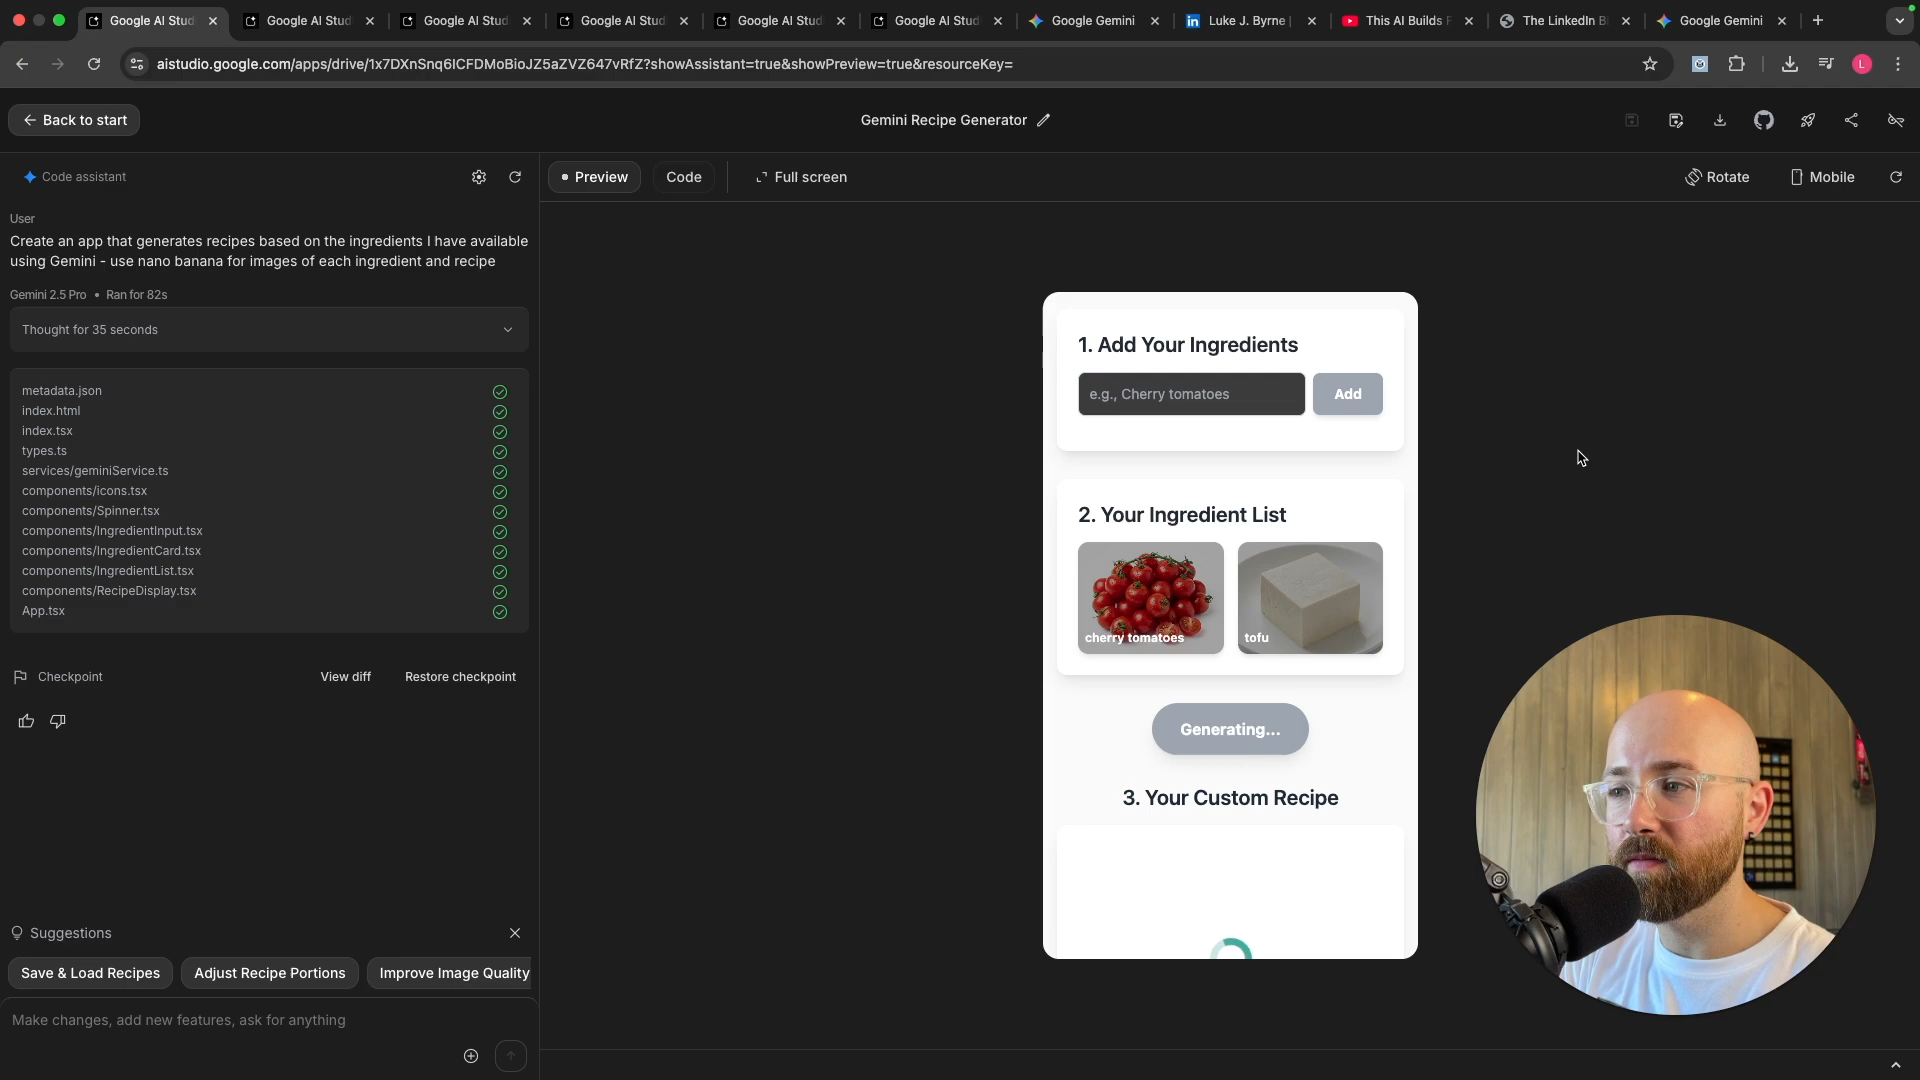 Google AI Stud
Google AI Stud
Google AI Stud
Google AI Stud
Google AI Stud
Google AI Stud
Google Gemini
Luke J. Byrne |
This AI Builds F
The LinkedIn B
Google Gemini
aistudio.google.com/apps/drive/1x7DXnSnq6ICFDMoBioJZ5aZVZ647vRfZ?showAssistant=true&showPreview=true&resourceKey=
L
Back to start
Gemini Recipe Generator
Code assistant
Preview
Code
Full screen
Rotate
Mobile
User
Create an app that generates recipes based on the ingredients I have available
using Gemini - use nano banana for images of each ingredient and recipe
Gemini 2.5 Pro • Ran for 82s
Thought for 35 seconds
metadata.json
index.html
index.tsx
types.ts
services/geminiService.ts
components/icons.tsx
components/Spinner.tsx
components/IngredientInput.tsx
components/IngredientCard.tsx
components/IngredientList.tsx
components/RecipeDisplay.tsx
App.tsx
Checkpoint
View diff
Restore checkpoint
Suggestions
Save & Load Recipes
Adjust Recipe Portions
Improve Image Quality
Make changes, add new features, ask for anything
1. Add Your Ingredients
e.g., Cherry tomatoes
Add
2. Your Ingredient List
cherry tomatoes
tofu
Generating...
3. Your Custom Recipe